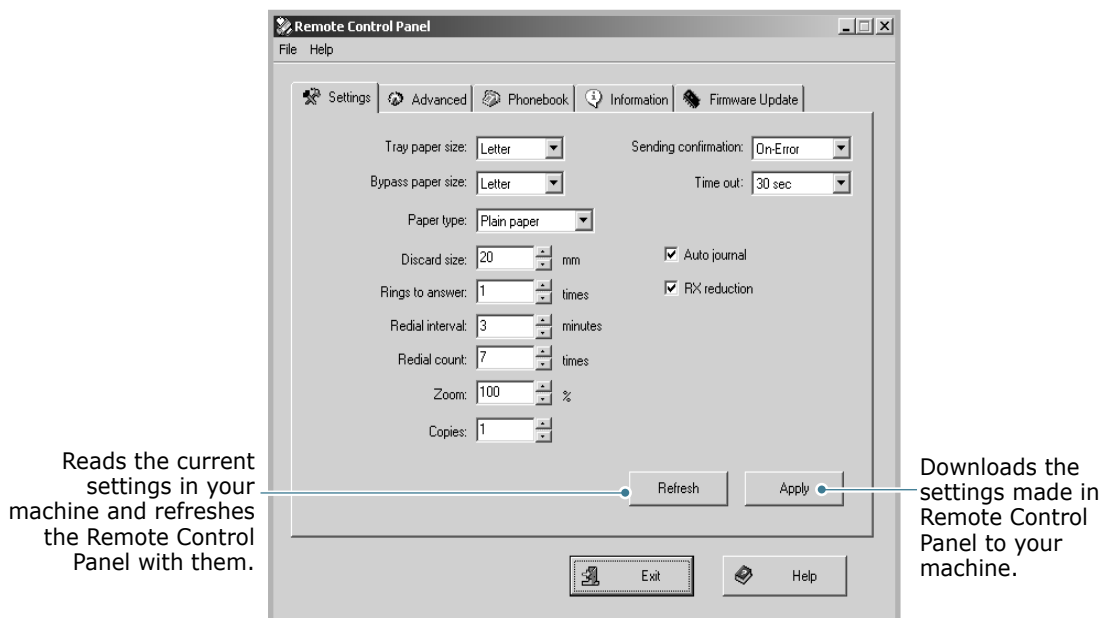 Remote Control Panel
File Help
Settings Advanced Phonebook Information Firmware Update
Tray paper size: Letter Sending confirmation: On-Error
Bypass paper size: Letter Time out: 30 sec
Paper type: Plain paper
Discard size: 20 mm Auto journal
Rings to answer: 1 times RX reduction
Redial interval: 3 minutes
Redial count: 7 times
Zoom: 100 %
Copies: 1
Refresh Apply
Reads the current
settings in your
machine and refreshes
the Remote Control
Panel with them.
Downloads the
settings made in
Remote Control
Panel to your
machine.
Exit Help